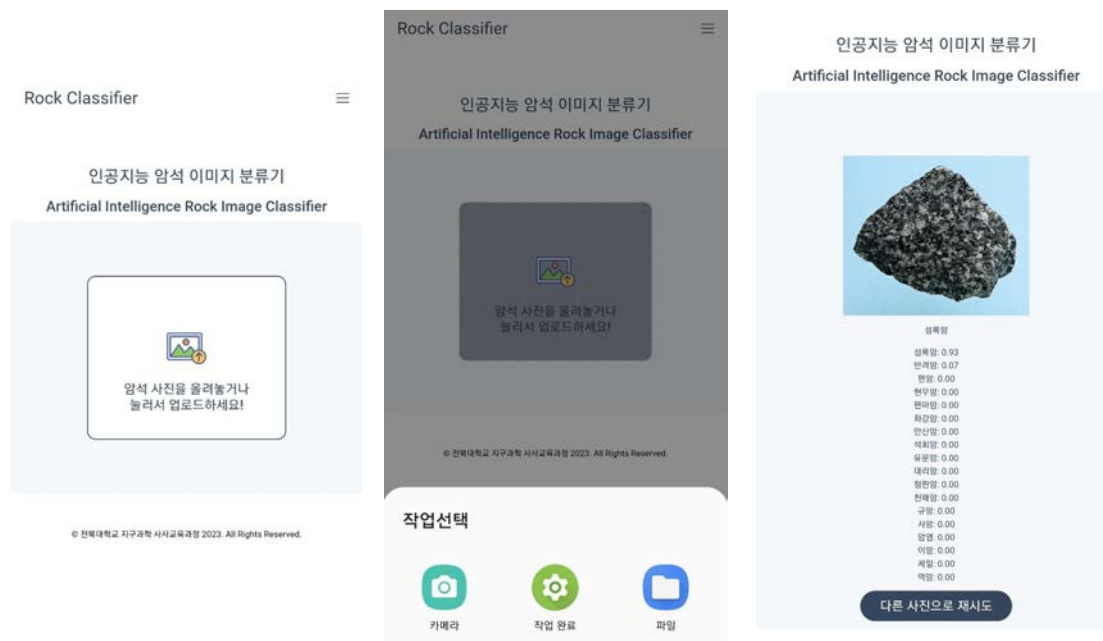 Rock Classifier
인공지능 암석 이미지 분류기
Artificial Intelligence Rock Image Classifier
암석 사진을 올려놓거나
눌러서 업로드하세요!
© 전북대학교 지구과학 사사교육과정 2023. All Rights Reserved.
Rock Classifier
인공지능 암석 이미지 분류기
Artificial Intelligence Rock Image Classifier
암석 사진을 올려놓거나
눌러서 업로드하세요!
© 전북대학교 지구과학 사사교육과정 2023. All Rights Reserved.
작업선택
카메라
작업 완료
파일
인공지능 암석 이미지 분류기
Artificial Intelligence Rock Image Classifier
섬록암
섬록암: 0.93
반려암: 0.07
편암: 0.00
현무암: 0.00
편마암: 0.00
화강암: 0.00
안산암: 0.00
석회암: 0.00
유문암: 0.00
대리암: 0.00
점판암: 0.00
천매암: 0.00
규암: 0.00
사암: 0.00
암염: 0.00
이암: 0.00
셰일: 0.00
역암: 0.00
다른 사진으로 재시도